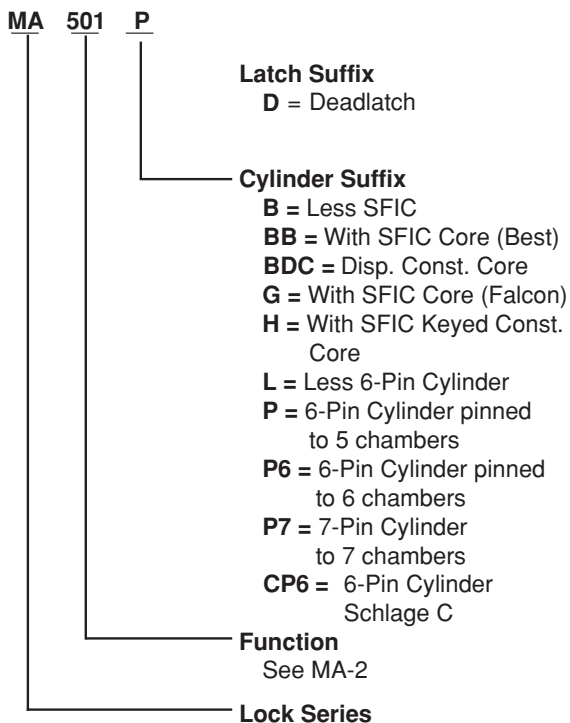 MA 501 P
Latch Suffix
D = Deadlatch
Cylinder Suffix
B = Less SFIC
BB = With SFIC Core (Best)
BDC = Disp. Const. Core
G = With SFIC Core (Falcon)
H = With SFIC Keyed Const.
Core
L = Less 6-Pin Cylinder
P = 6-Pin Cylinder pinned
to 5 chambers
P6 = 6-Pin Cylinder pinned
to 6 chambers
P7 = 7-Pin Cylinder
to 7 chambers
CP6 = 6-Pin Cylinder
Schlage C
Function
See MA-2
Lock Series